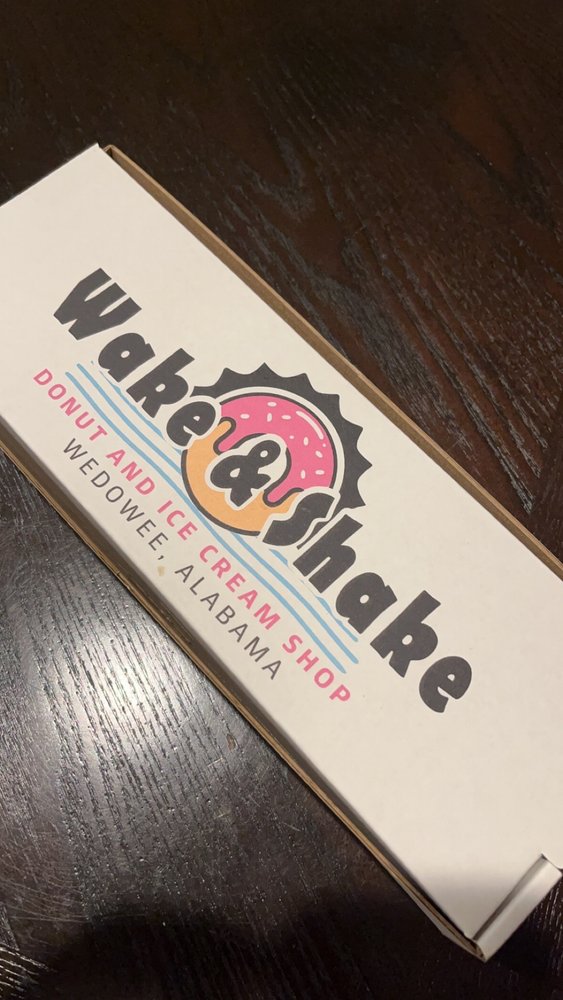 Wake & Shake
DONUT AND ICE CREAM SHOP
WEDOWEE, ALABAMA